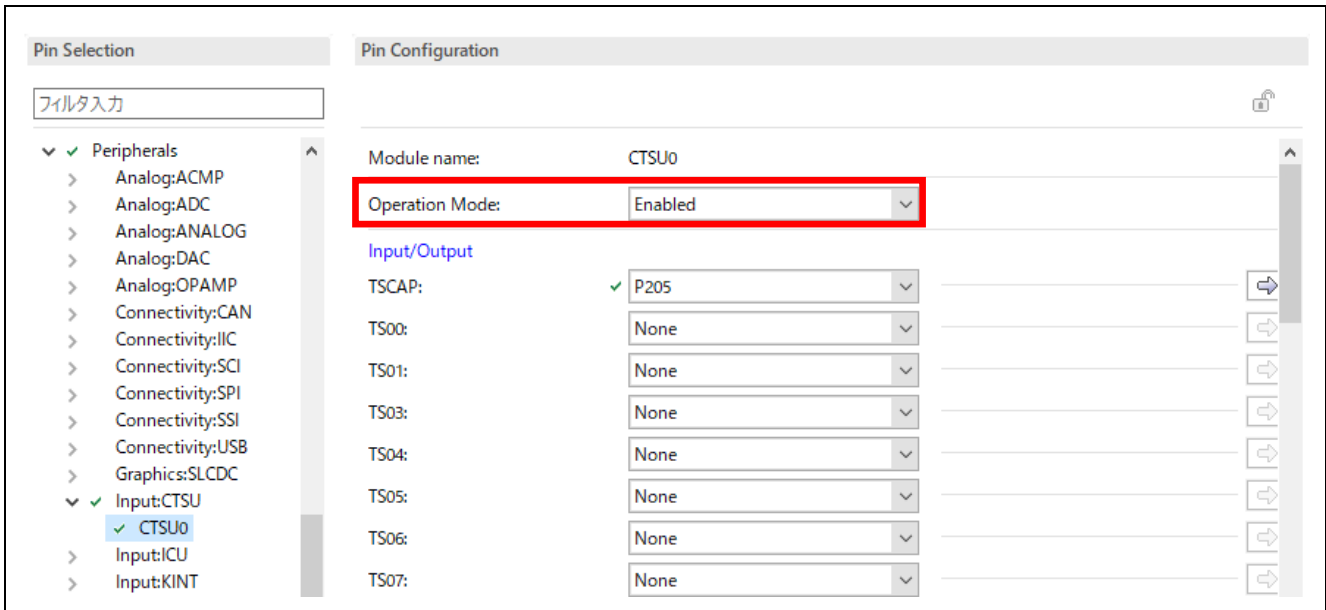 Pin Selection
フィルタ入力
Peripherals
Analog:ACMP
Analog:ADC
Analog:ANALOG
Analog:DAC
Analog:OPAMP
Connectivity:CAN
Connectivity:IIC
Connectivity:SCI
Connectivity:SPI
Connectivity:SSI
Connectivity:USB
Graphics:SLCDC
Input:CTSU
CTSU0
Input:ICU
Input:KINT
Pin Configuration
Module name: CTSU0
Operation Mode: Enabled
Input/Output
TSCAP: P205
TS00: None
TS01: None
TS03: None
TS04: None
TS05: None
TS06: None
TS07: None